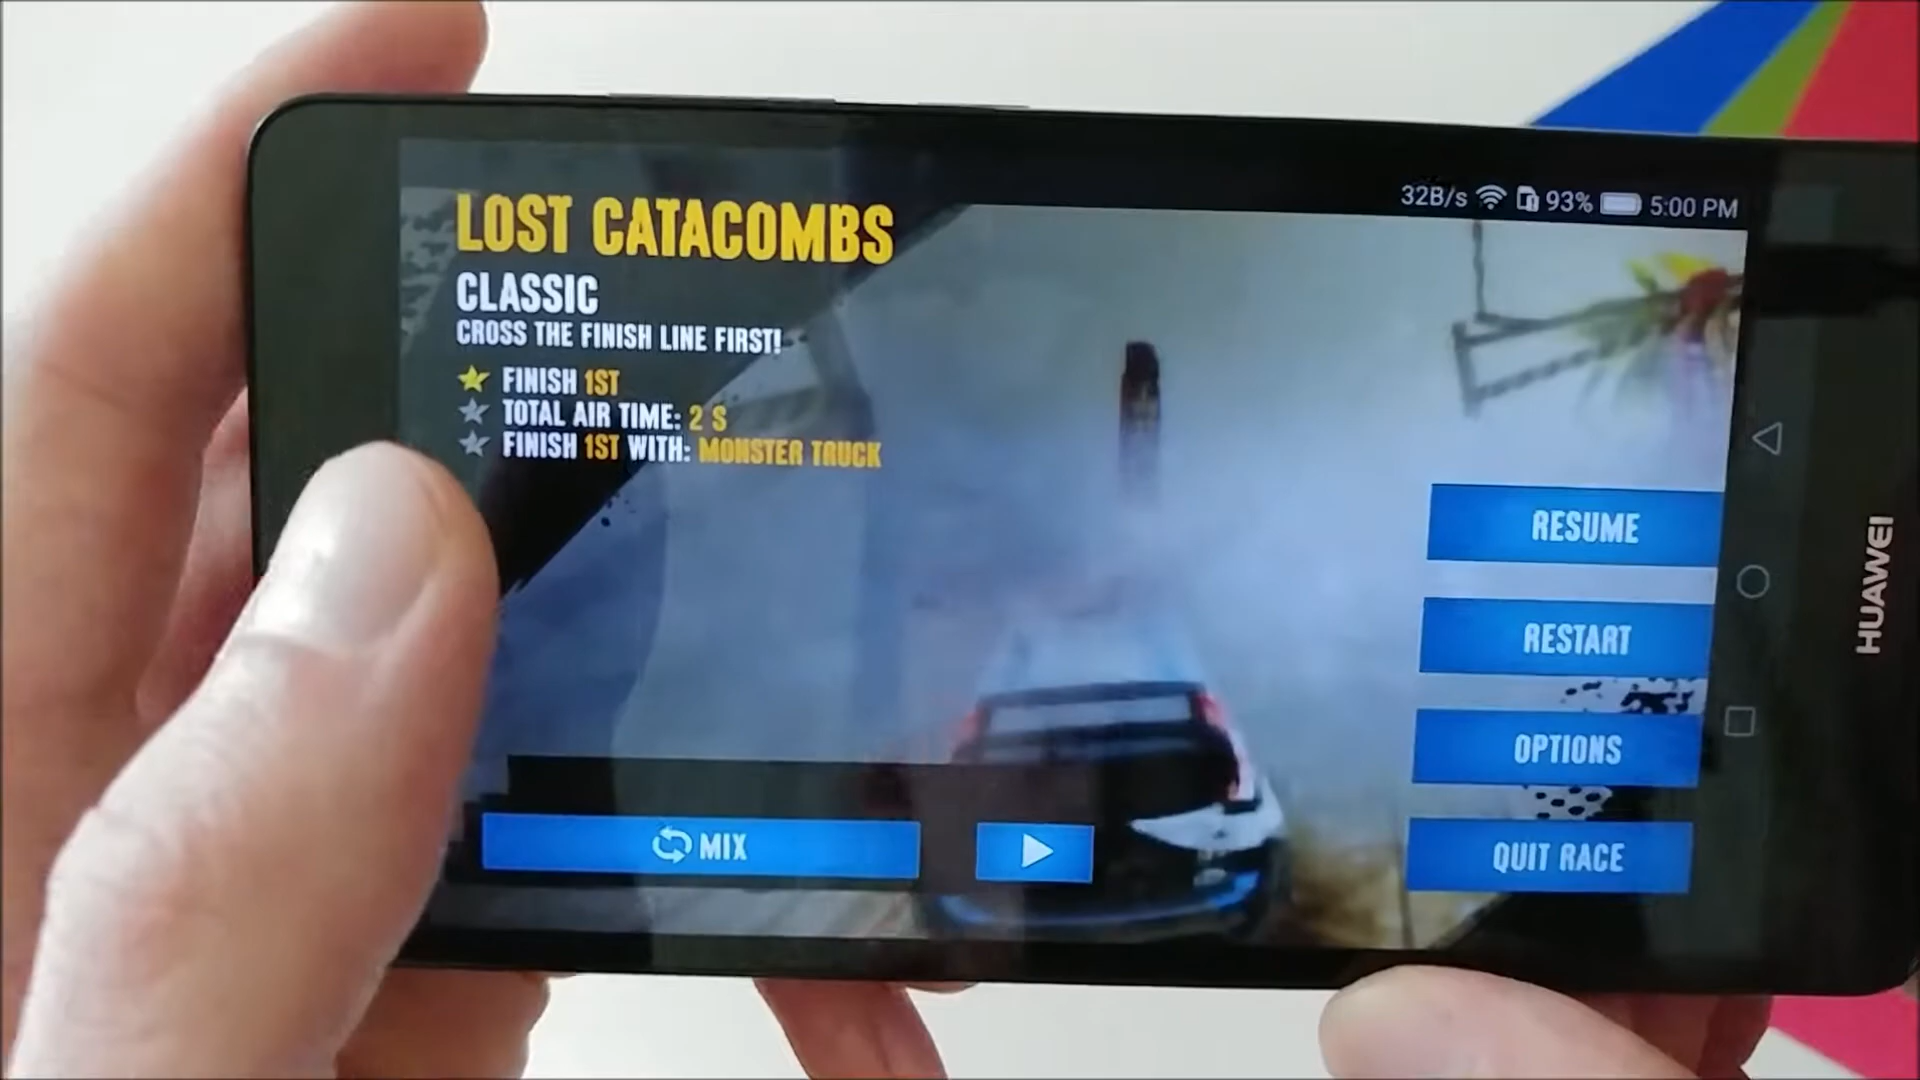 32B/s 93% 5:00 PM
LOST CATACOMBS
CLASSIC
CROSS THE FINISH LINE FIRST!
FINISH 1ST
TOTAL AIR TIME: 2 S
FINISH 1ST WITH: MONSTER TRUCK
RESUME
RESTART
OPTIONS
QUIT RACE
MIX
HUAWEI